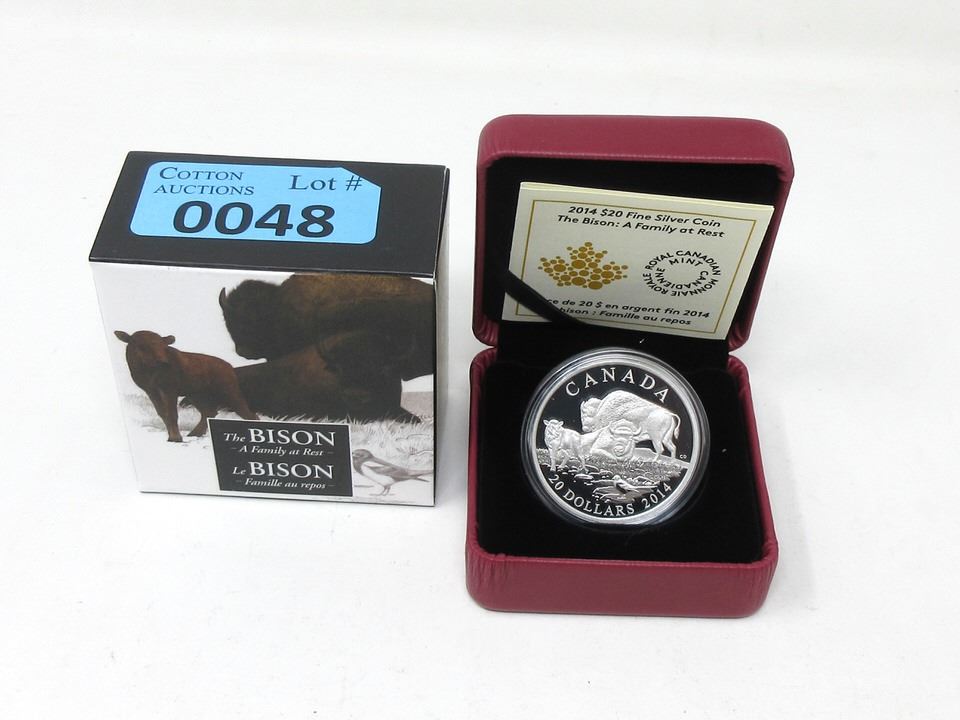 COTTON
AUCTIONS
Lot #
0048
The BISON
- A Family at Rest -
Le BISON
- Famille au repos -
2014 $20 Fine Silver Coin
The Bison: A Family at Rest
ROYAL CANADIAN MINT
MONNAIE ROYALE CANADIENNE
de 20 $ en argent fin 2014
bison : Famille au repos
CANADA
CD
20 DOLLARS 2014